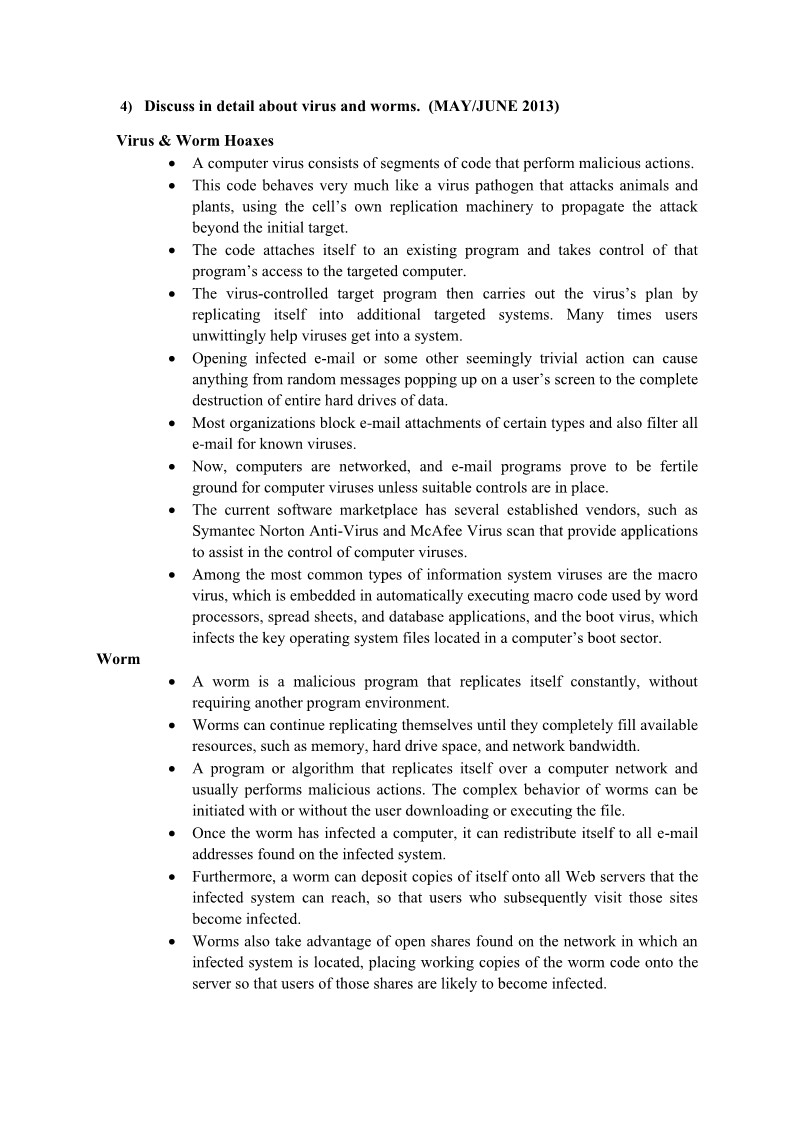 4) Discuss in detail about virus and worms. (MAY/JUNE 2013)
Virus & Worm Hoaxes
• A computer virus consists of segments of code that perform malicious actions.
• This code behaves very much like a virus pathogen that attacks animals and
plants, using the cell’s own replication machinery to propagate the attack
beyond the initial target.
• The code attaches itself to an existing program and takes control of that
program’s access to the targeted computer.
• The virus-controlled target program then carries out the virus’s plan by
replicating itself into additional targeted systems. Many times users
unwittingly help viruses get into a system.
• Opening infected e-mail or some other seemingly trivial action can cause
anything from random messages popping up on a user’s screen to the complete
destruction of entire hard drives of data.
• Most organizations block e-mail attachments of certain types and also filter all
e-mail for known viruses.
• Now, computers are networked, and e-mail programs prove to be fertile
ground for computer viruses unless suitable controls are in place.
• The current software marketplace has several established vendors, such as
Symantec Norton Anti-Virus and McAfee Virus scan that provide applications
to assist in the control of computer viruses.
• Among the most common types of information system viruses are the macro
virus, which is embedded in automatically executing macro code used by word
processors, spread sheets, and database applications, and the boot virus, which
infects the key operating system files located in a computer’s boot sector.
Worm
• A worm is a malicious program that replicates itself constantly, without
requiring another program environment.
• Worms can continue replicating themselves until they completely fill available
resources, such as memory, hard drive space, and network bandwidth.
• A program or algorithm that replicates itself over a computer network and
usually performs malicious actions. The complex behavior of worms can be
initiated with or without the user downloading or executing the file.
• Once the worm has infected a computer, it can redistribute itself to all e-mail
addresses found on the infected system.
• Furthermore, a worm can deposit copies of itself onto all Web servers that the
infected system can reach, so that users who subsequently visit those sites
become infected.
• Worms also take advantage of open shares found on the network in which an
infected system is located, placing working copies of the worm code onto the
server so that users of those shares are likely to become infected.